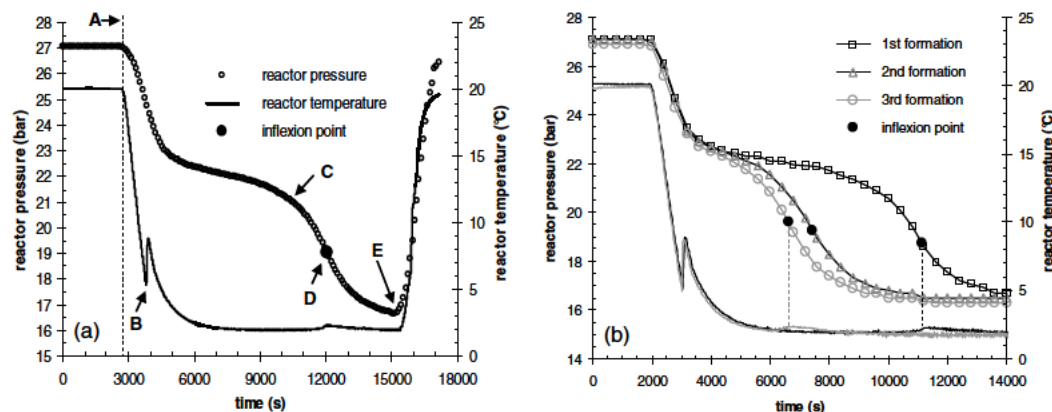 A
28
27
26
25
24
23
22
21
20
19
18
17
16
15
reactor pressure (bar)
reactor pressure
reactor temperature
inflexion point
C
E
B
D
(a)
25
20
15
10
5
0
reactor temperature (°C)
0 3000 6000 9000 12000 15000 18000
time (s)
28
26
24
22
20
18
16
14
reactor pressure (bar)
1st formation
2nd formation
3rd formation
inflexion point
(b)
25
20
15
10
5
0
reactor temperature (°C)
0 2000 4000 6000 8000 10000 12000 14000
time (s)